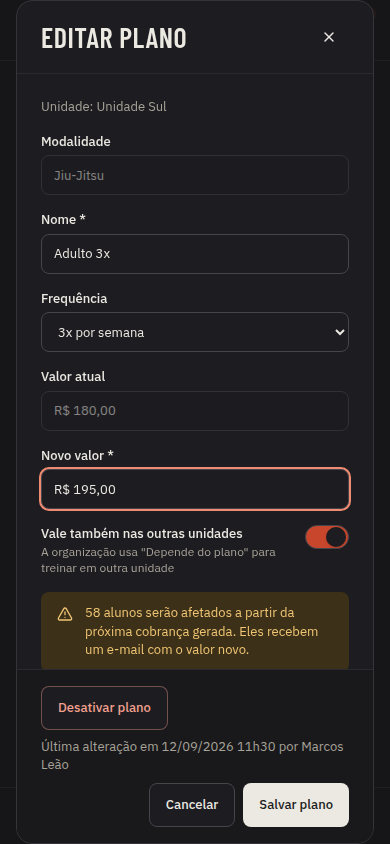 EDITAR PLANO
Unidade: Unidade Sul
Modalidade
Jiu-Jitsu
Nome *
Adulto 3x
Frequência
3x por semana
Valor atual
R$ 180,00
Novo valor *
R$ 195,00
Vale também nas outras unidades
A organização usa "Depende do plano" para
treinar em outra unidade
58 alunos serão afetados a partir da
próxima cobrança gerada. Eles recebem
um e-mail com o valor novo.
Desativar plano
Última alteração em 12/09/2026 11h30 por Marcos
Leão
Cancelar
Salvar plano